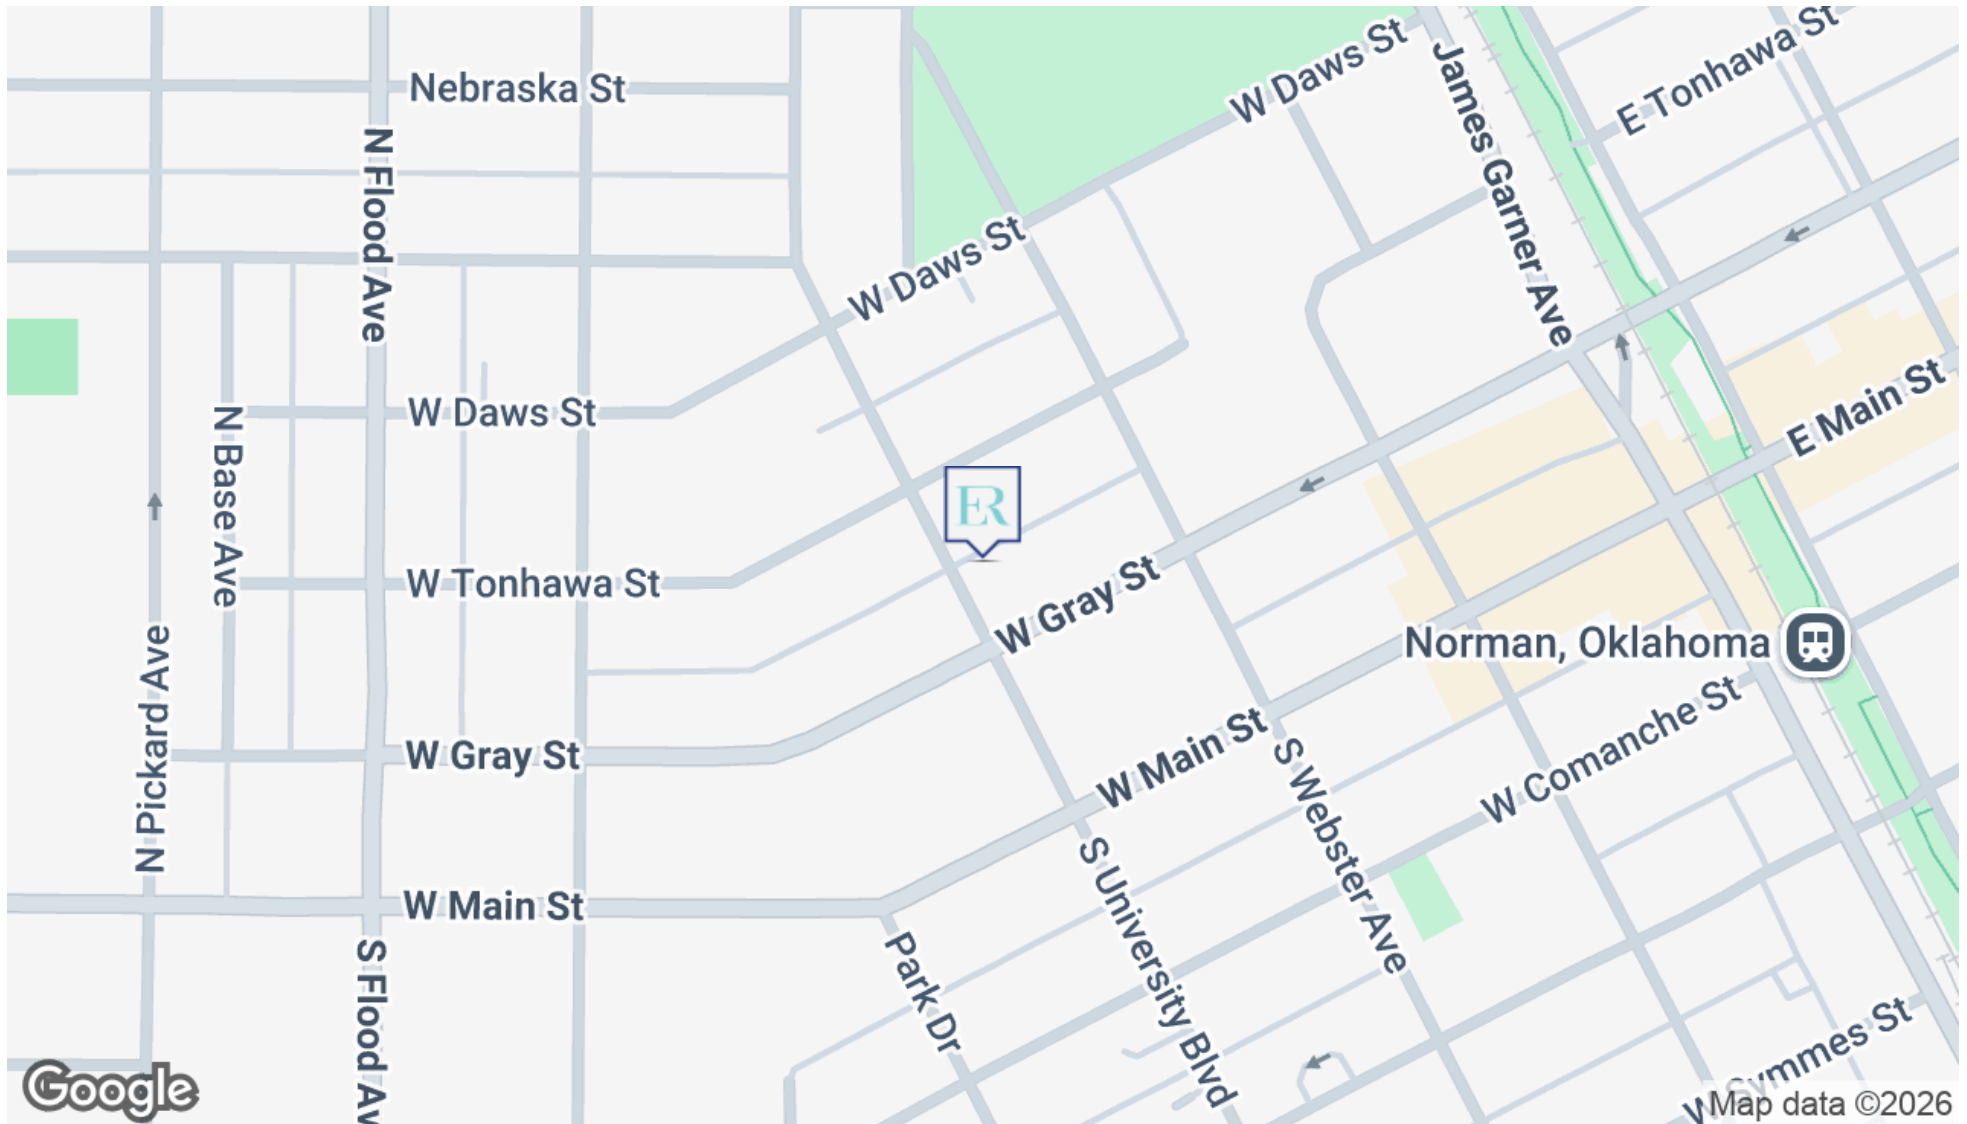 W Daws St
James Garner Ave
E Tonhawa St
Nebraska St
N Flood Ave
W Daws St
W Daws St
N Base Ave
E Main St
ER
W Tonhawa St
W Gray St
Norman, Oklahoma
N Pickard Ave
W Gray St
W Main St
W Comanche St
S Webster Ave
S University Blvd
W Main St
Park Dr
S Flood Av
W Symmes St
Google
Map data ©2026